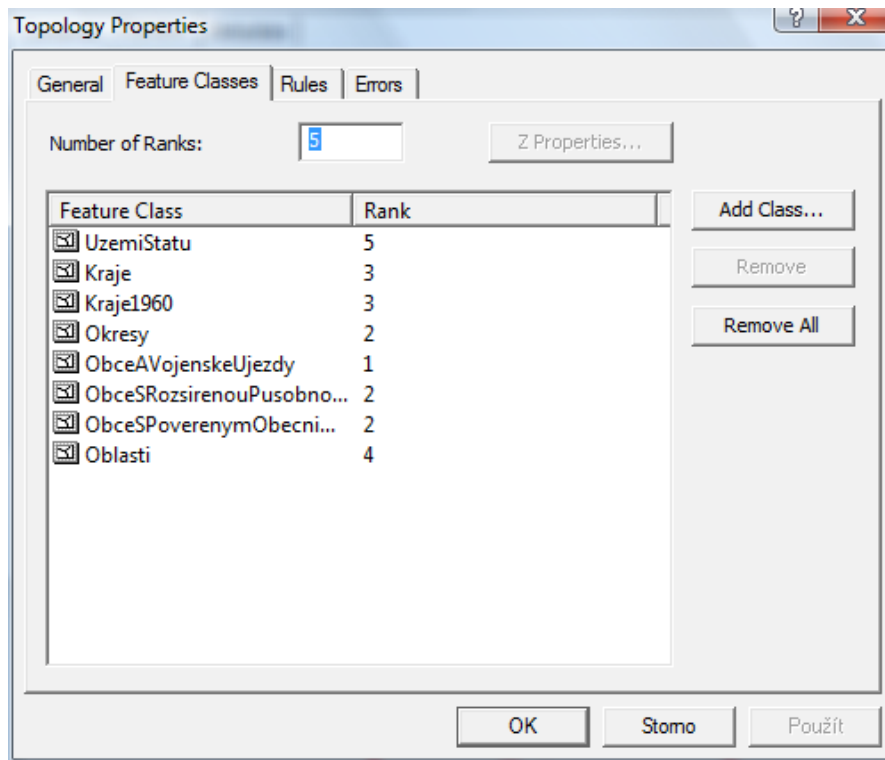 Topology Properties
General Feature Classes Rules Errors
Number of Ranks: 5 Z Properties...
Feature Class Rank Add Class...
UzemiStatu 5
Kraje 3 Remove
Kraje1960 3
Okresy 2 Remove All
ObceAVojenskeUjezdy 1
ObceSRozsirenouPusobno... 2
ObceSPoverenymObecni... 2
Oblasti 4
OK Storno Použít